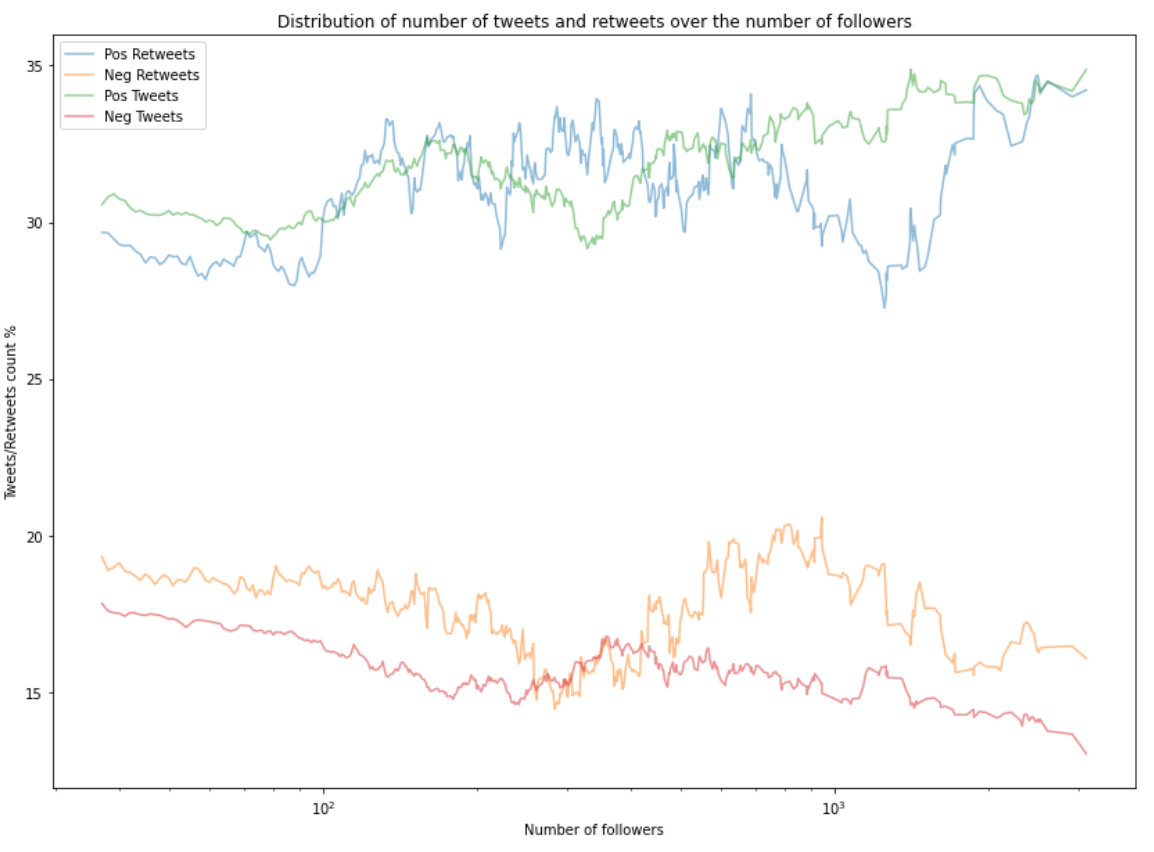 Distribution of number of tweets and retweets over the number of followers
Pos Retweets
Neg Retweets
Pos Tweets
Neg Tweets
35
30
25
20
15
Tweets/Retweets count %
10²
10³
Number of followers